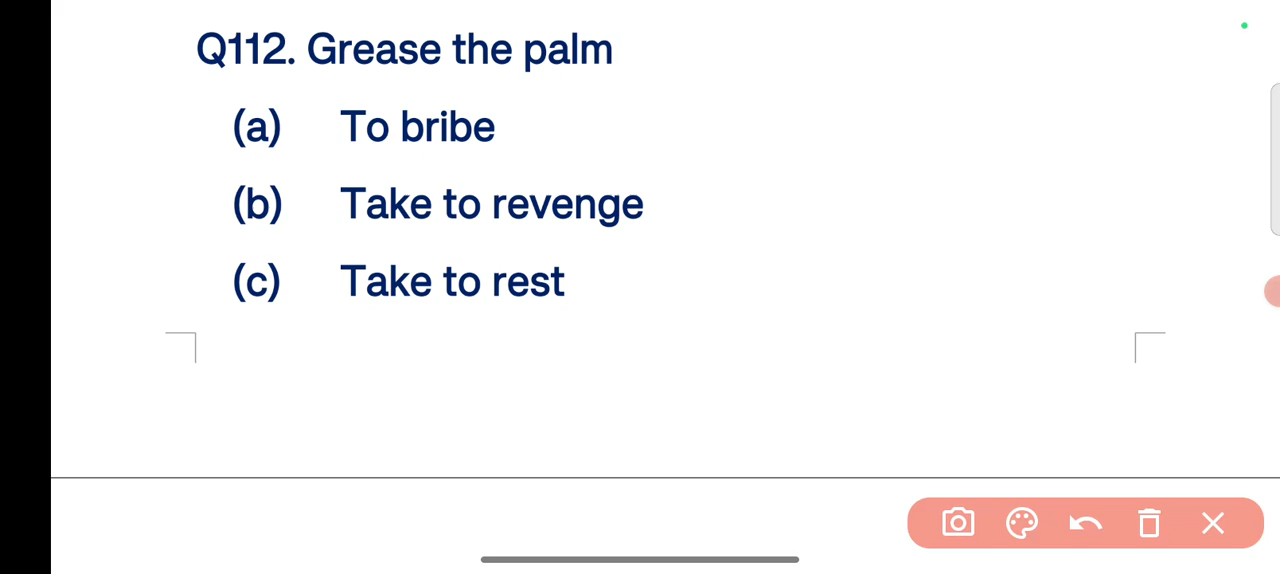 Q112. Grease the palm
(a) To bribe
(b) Take to revenge
(c) Take to rest